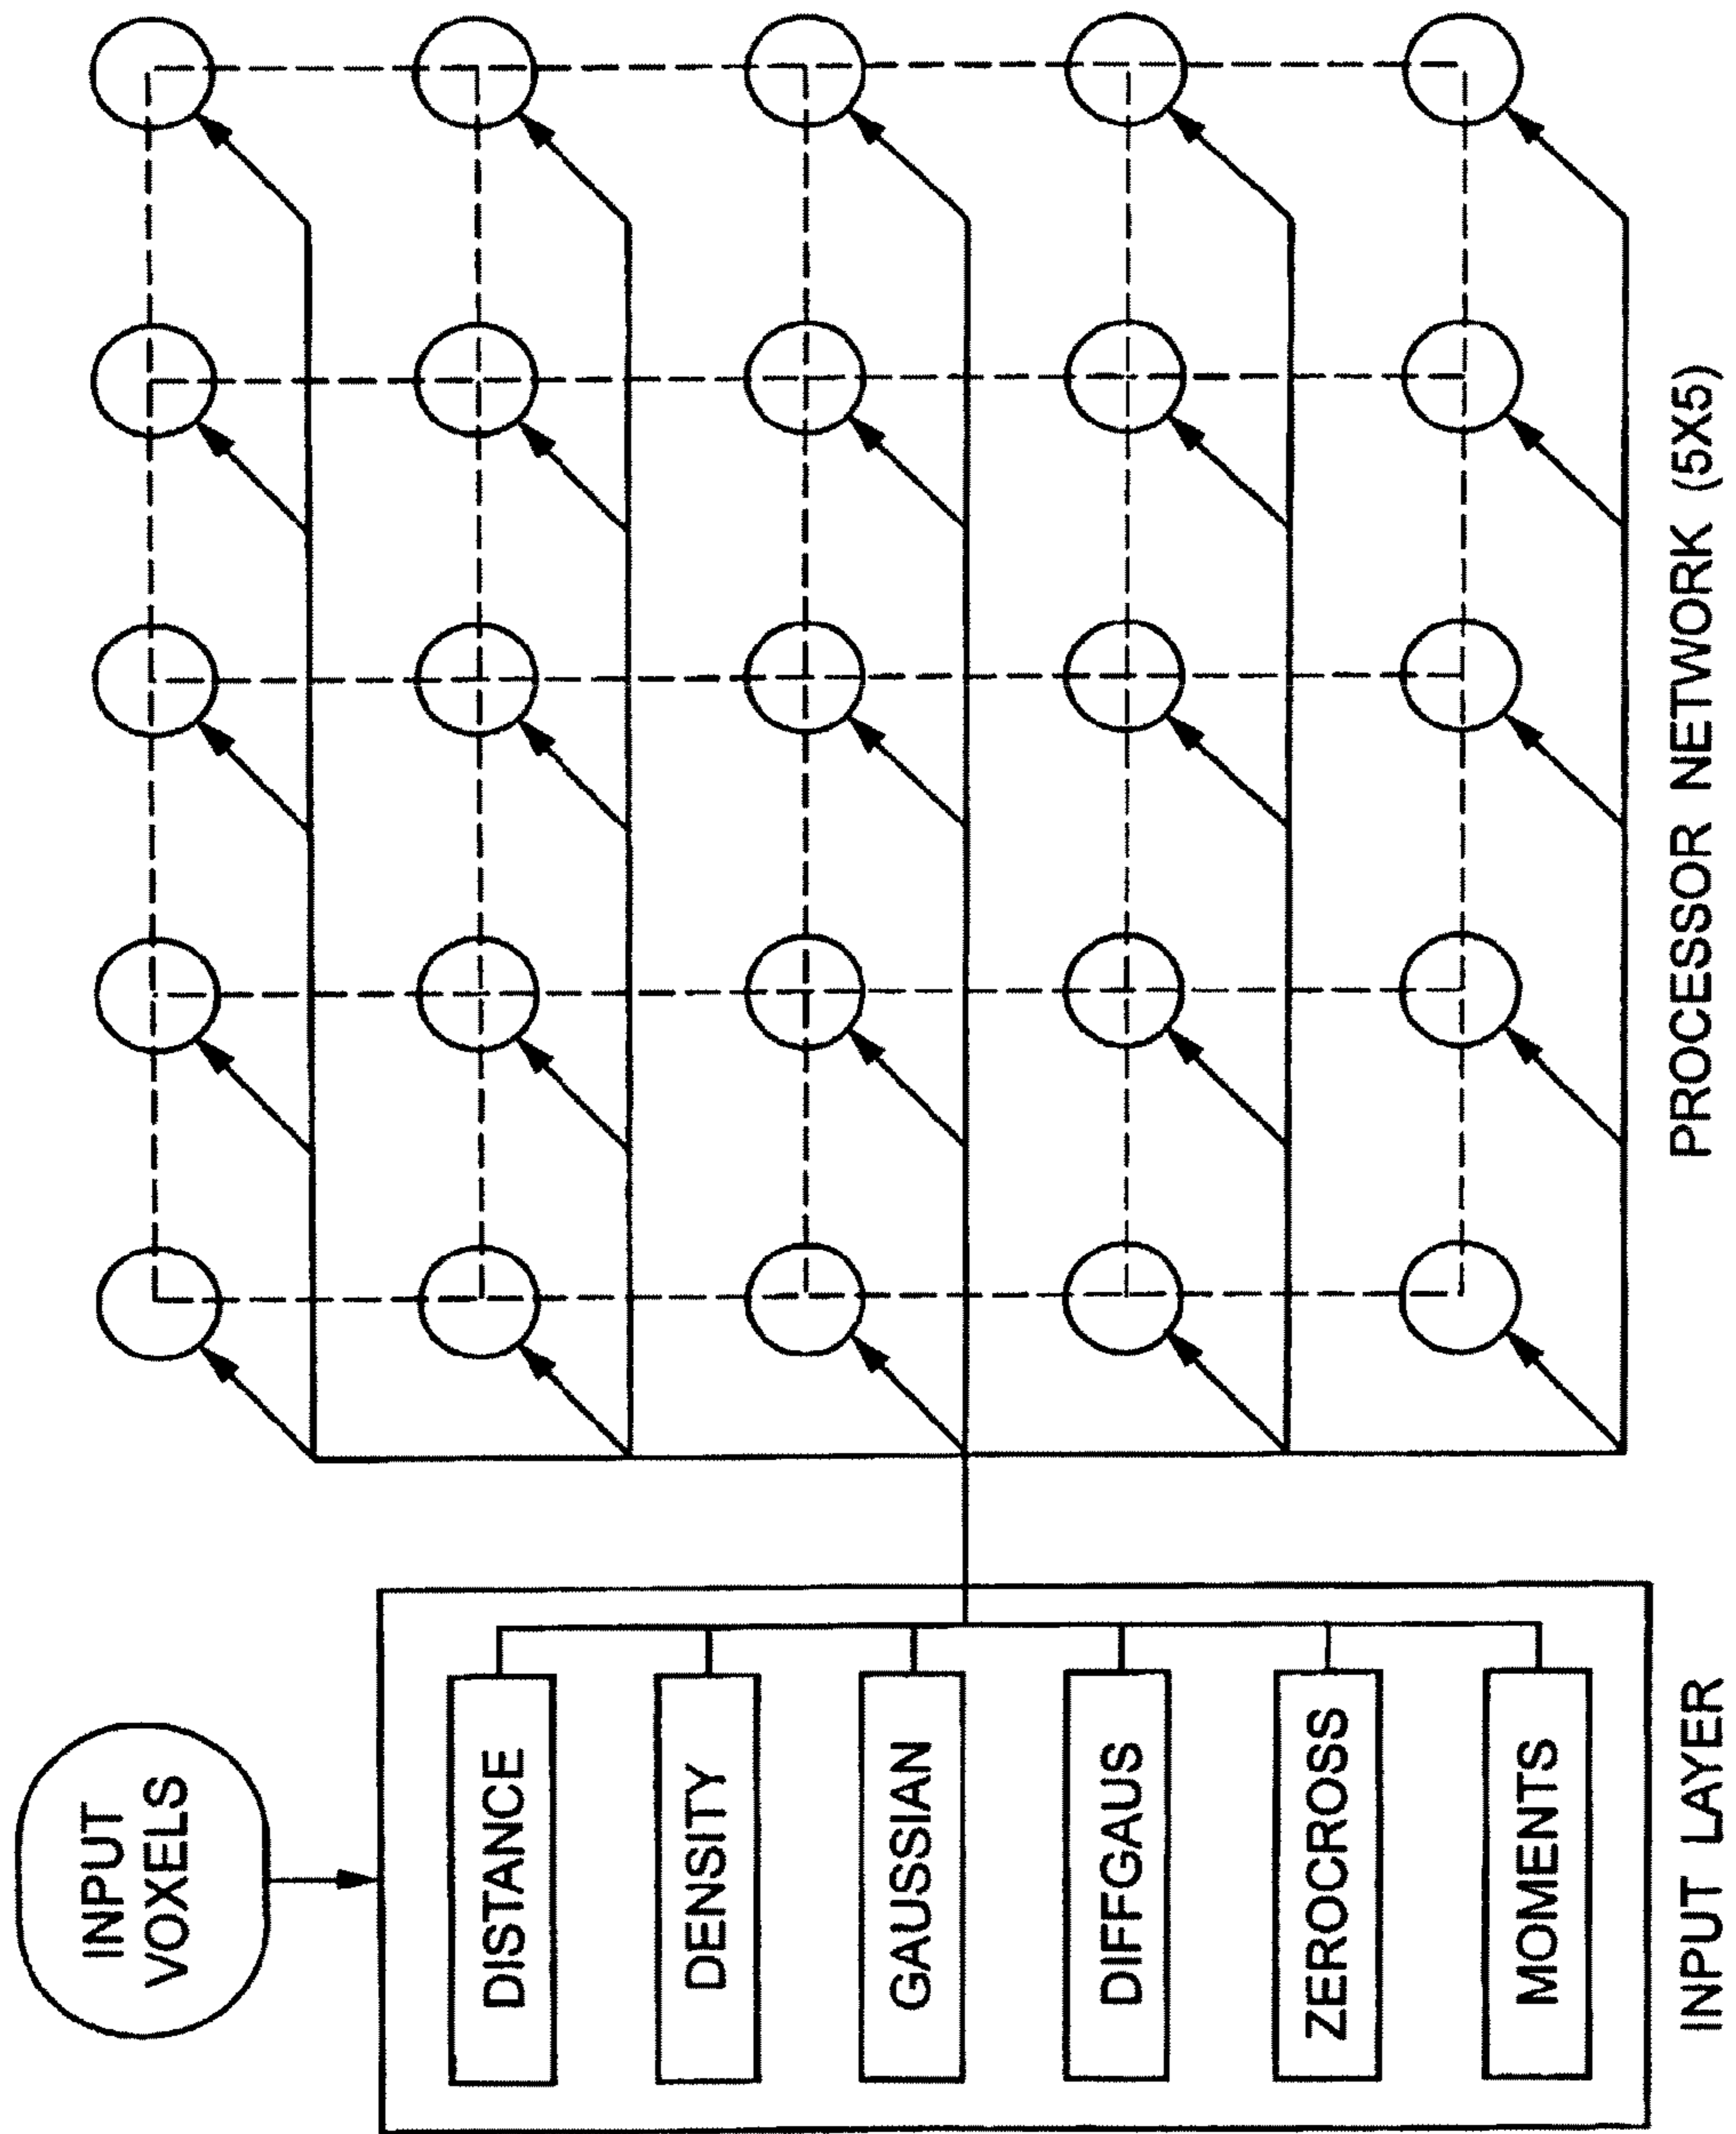 INPUT
VOXELS
DISTANCE
DENSITY
GAUSSIAN
DIFFGAUS
ZEROCROSS
MOMENTS
INPUT LAYER
PROCESSOR NETWORK (5X5)